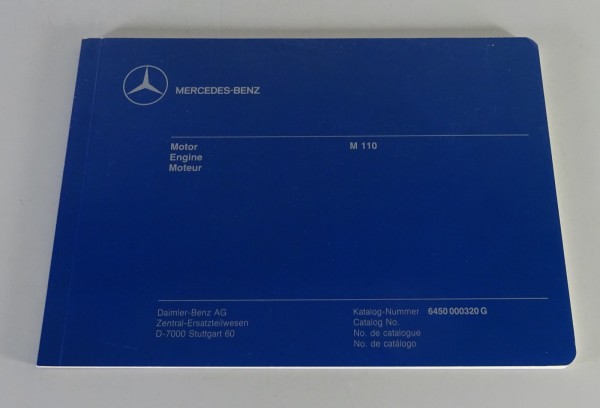 MERCEDES-BENZ
Motor M 110
Engine
Moteur
Daimler-Benz AG
Zentral-Ersatzteilwesen
D-7000 Stuttgart 60
Katalog-Nummer 6450 000320 G
Catalog No.
No. de catalogue
No. de catálogo